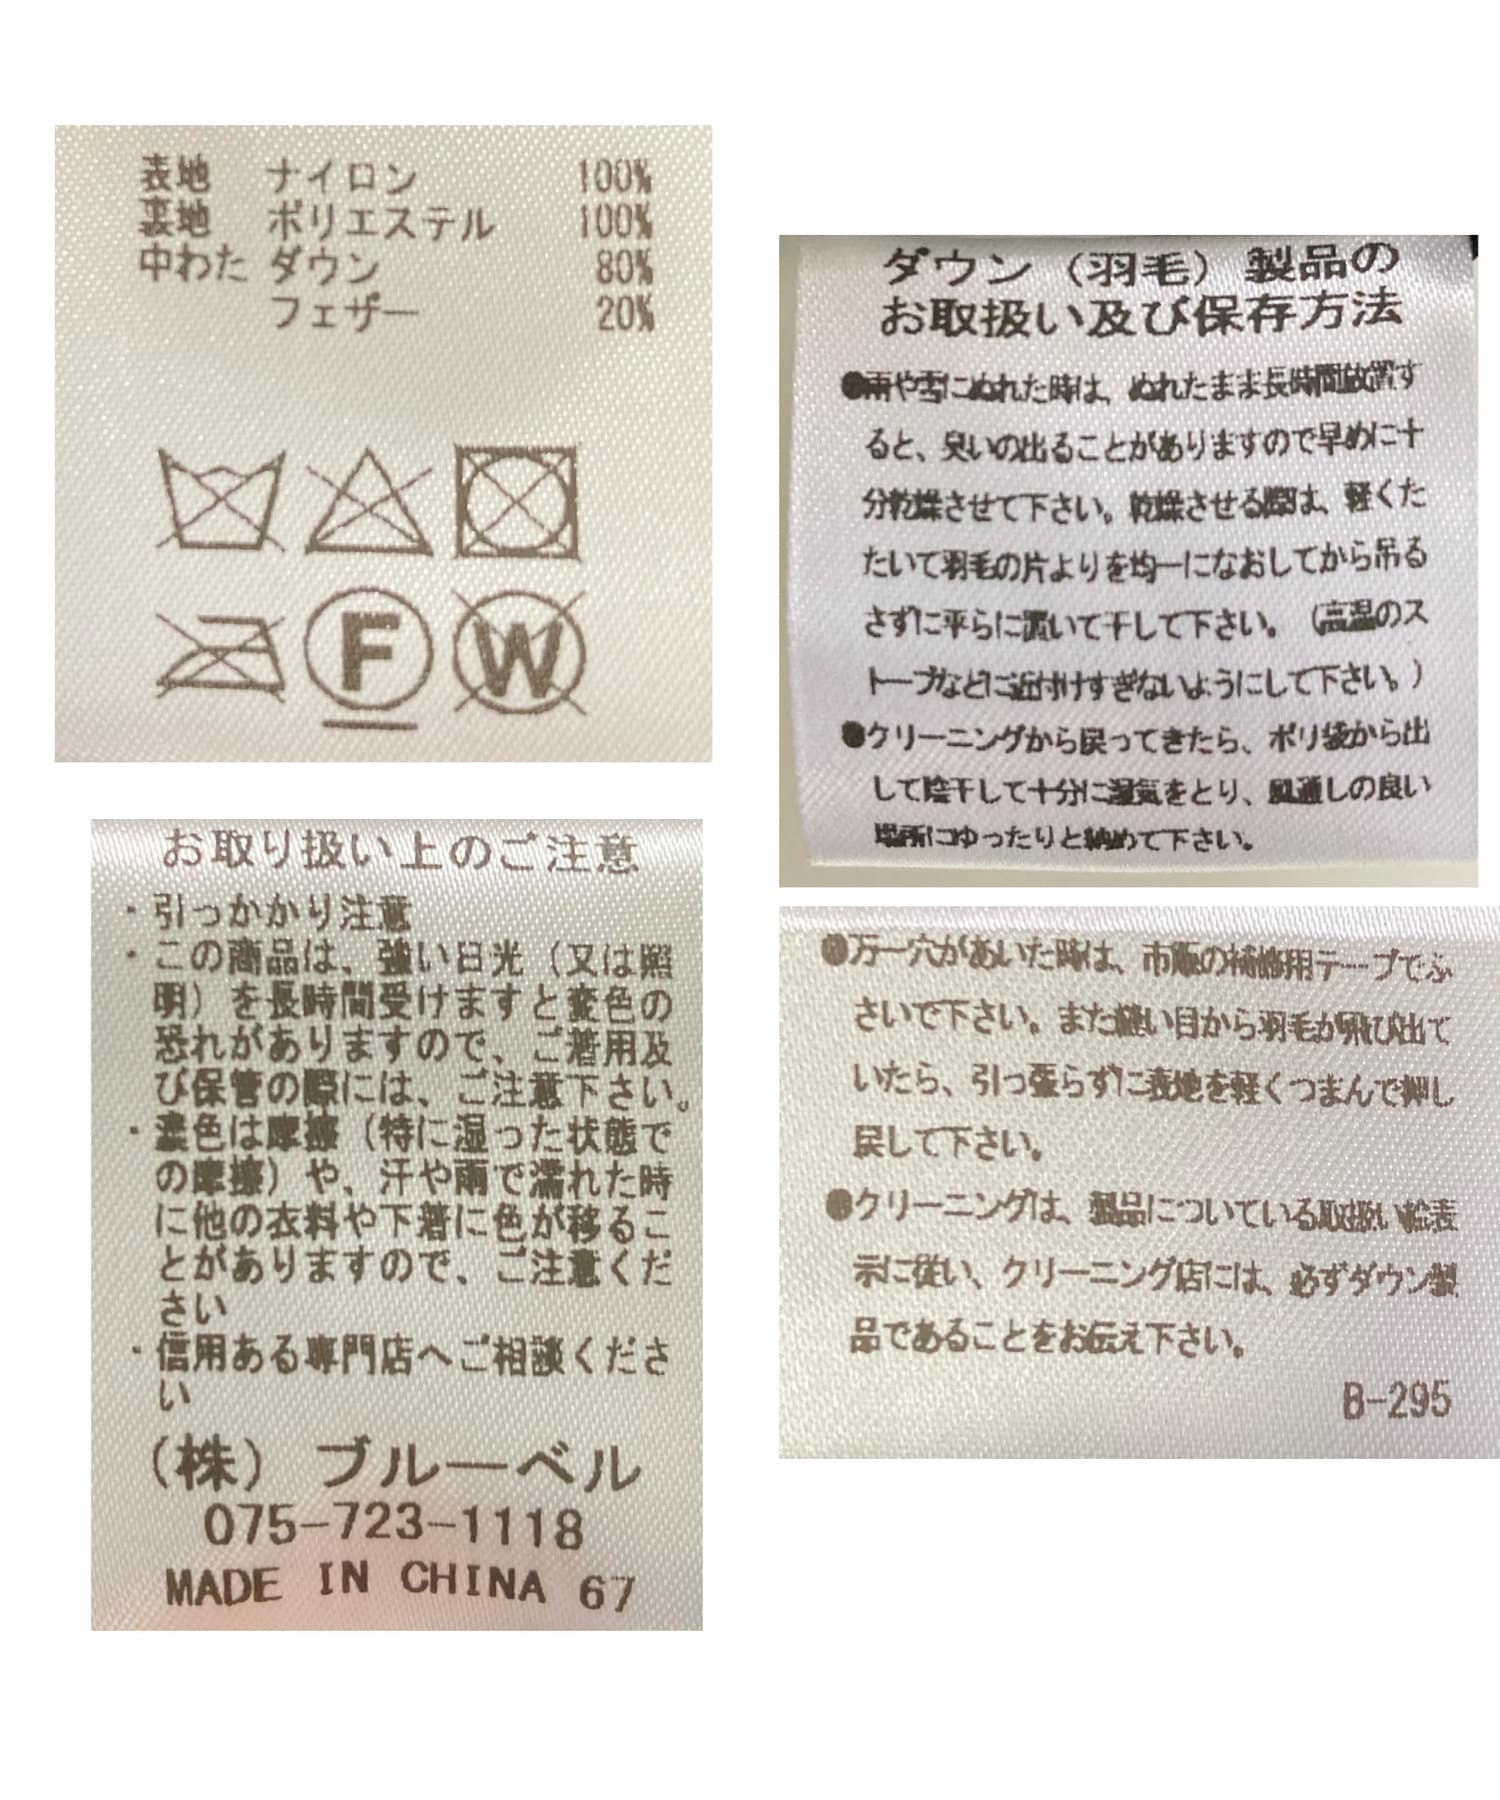 表地 ナイロン 100%
裏地 ポリエステル 100%
中わた ダウン 80%
フェザー 20%
F W
お取り扱い上のご注意
・引っかかり注意
・この商品は、強い日光（又は照
明）を長時間受けますと変色の
恐れがありますので、ご着用及
び保管の際には、ご注意下さい。
・濃色は摩擦（特に湿った状態で
の摩擦）や、汗や雨で濡れた時
に他の衣料や下着に色が移るこ
とがありますので、ご注意くだ
さい
・信用ある専門店へご相談くださ
い
（株） ブルーベル
075-723-1118
MADE IN CHINA 67
ダウン（羽毛）製品の
お取扱い及び保存方法
●雨や雪にぬれた時は、ぬれたまま長時間放置す
ると、臭いの出ることがありますので早めに十
分乾燥させて下さい。乾燥させる際は、軽くた
たいて羽毛の片よりを均一になおしてから吊る
さずに平らに置いて干して下さい。（高温のス
トーブなどに近付けすぎないようにして下さい。）
●クリーニングから戻ってきたら、ポリ袋から出
して陰干して十分に湿気をとり、風通しの良い
場所にゆったりと納めて下さい。
●万一穴があいた時は、市販の補修用テープでふ
さいで下さい。また縫い目から羽毛が飛び出て
いたら、引っ張らずに表地を軽くつまんで押し
戻して下さい。
●クリーニングは、製品についている取扱い絵表
示に従い、クリーニング店には、必ずダウン製
品であることをお伝え下さい。
B-295